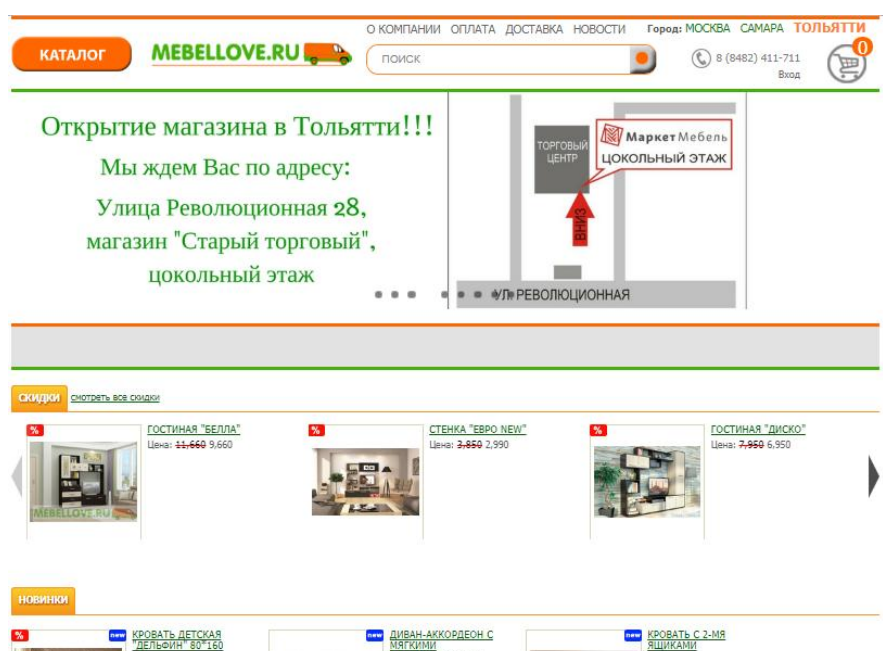 О КОМПАНИИ ОПЛАТА ДОСТАВКА НОВОСТИ Город: МОСКВА САМАРА ТОЛЬЯТТИ
КАТАЛОГ
MEBELLOVE.RU
ПОИСК
8 (8482) 411-711
0
Вход
Открытие магазина в Тольятти!!!
Мы ждем Вас по адресу:
Улица Революционная 28,
магазин "Старый торговый",
цокольный этаж
ТОРГОВЫЙ
ЦЕНТР
МаркетМебель
ЦОКОЛЬНЫЙ ЭТАЖ
ВНИЗ
УЛ. РЕВОЛЮЦИОННАЯ
СКИДКИ смотреть все скидки
%
ГОСТИНАЯ "БЕЛЛА"
Цена: 11,660 9,660
MEBELLOVE.RU
%
СТЕНКА "ЕВРО NEW"
Цена: 3,850 2,990
%
ГОСТИНАЯ "ДИСКО"
Цена: 7,950 6,950
НОВИНКИ
%
new
КРОВАТЬ ДЕТСКАЯ
"ДЕЛЬФИН" 80*160
new
ДИВАН-АККОРДЕОН С
МЯГКИМИ
new
КРОВАТЬ С 2-МЯ
ЯЩИКАМИ